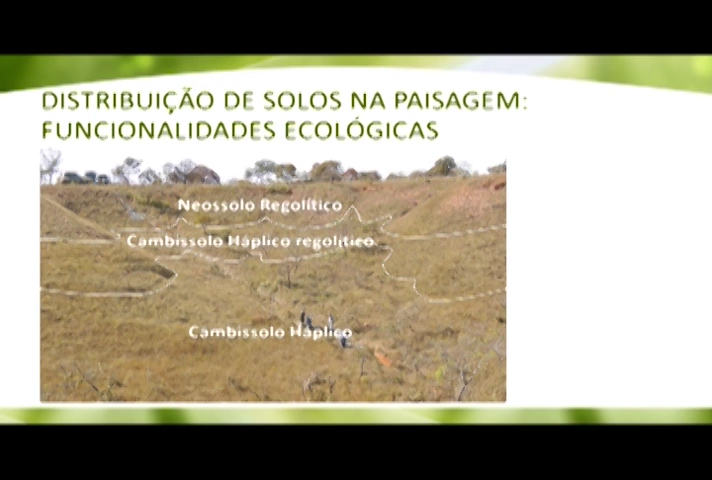 DISTRIBUIÇÃO DE SOLOS NA PAISAGEM:
FUNCIONALIDADES ECOLÓGICAS
Neossolo Regolítico
Cambissolo Háplico regolítico
Cambissolo Háplico